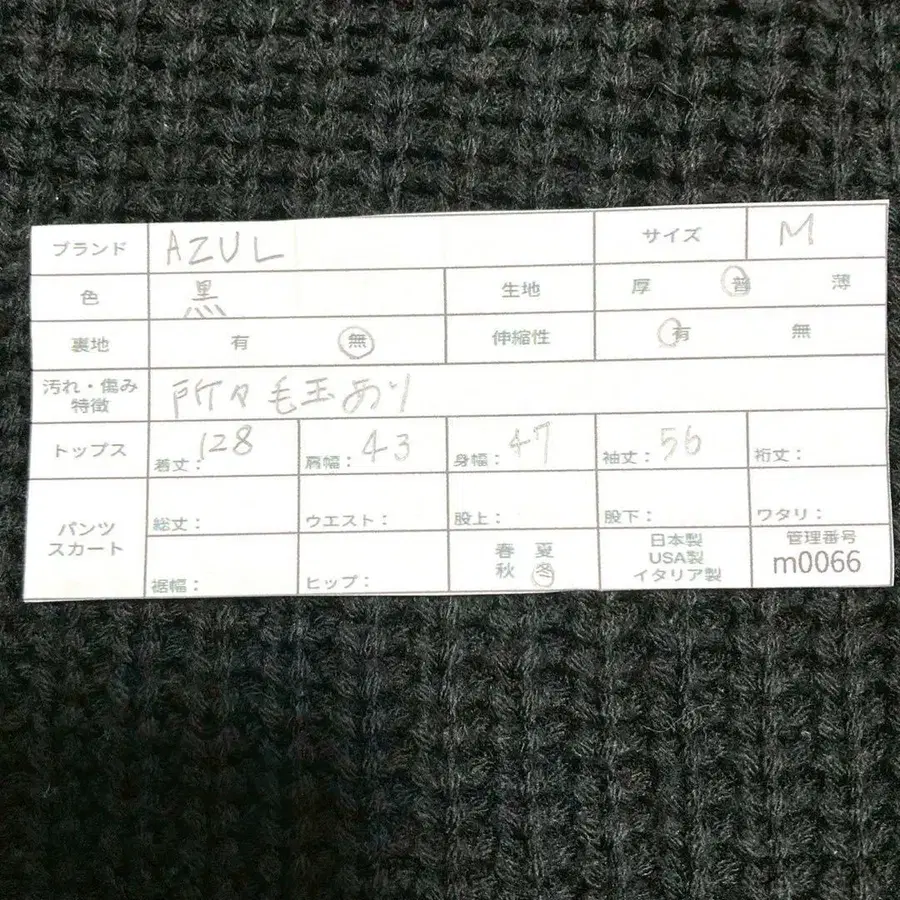 ブランド AZUL サイズ M
色 黒 生地 厚 普 薄
裏地 有 無 伸縮性 有 無
汚れ・傷み
特徴 所々毛玉あり
トップス 着丈：128 肩幅：43 身幅：47 袖丈：56 裄丈：
パンツ
スカート
総丈： ウエスト： 股上： 股下： ワタリ：
裾幅： ヒップ：
春 夏
秋 冬
日本製
USA製
イタリア製
管理番号
m0066